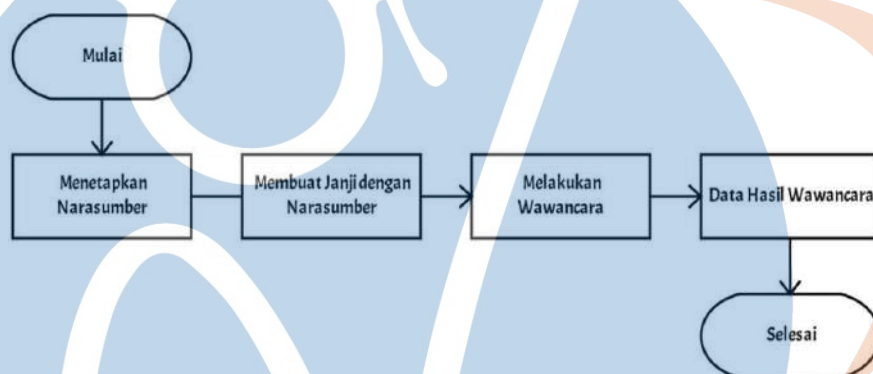 Mulai
Menetapkan
Narasumber
Membuat Janji dengan
Narasumber
Melakukan
Wawancara
Data Hasil Wawancara
Selesai